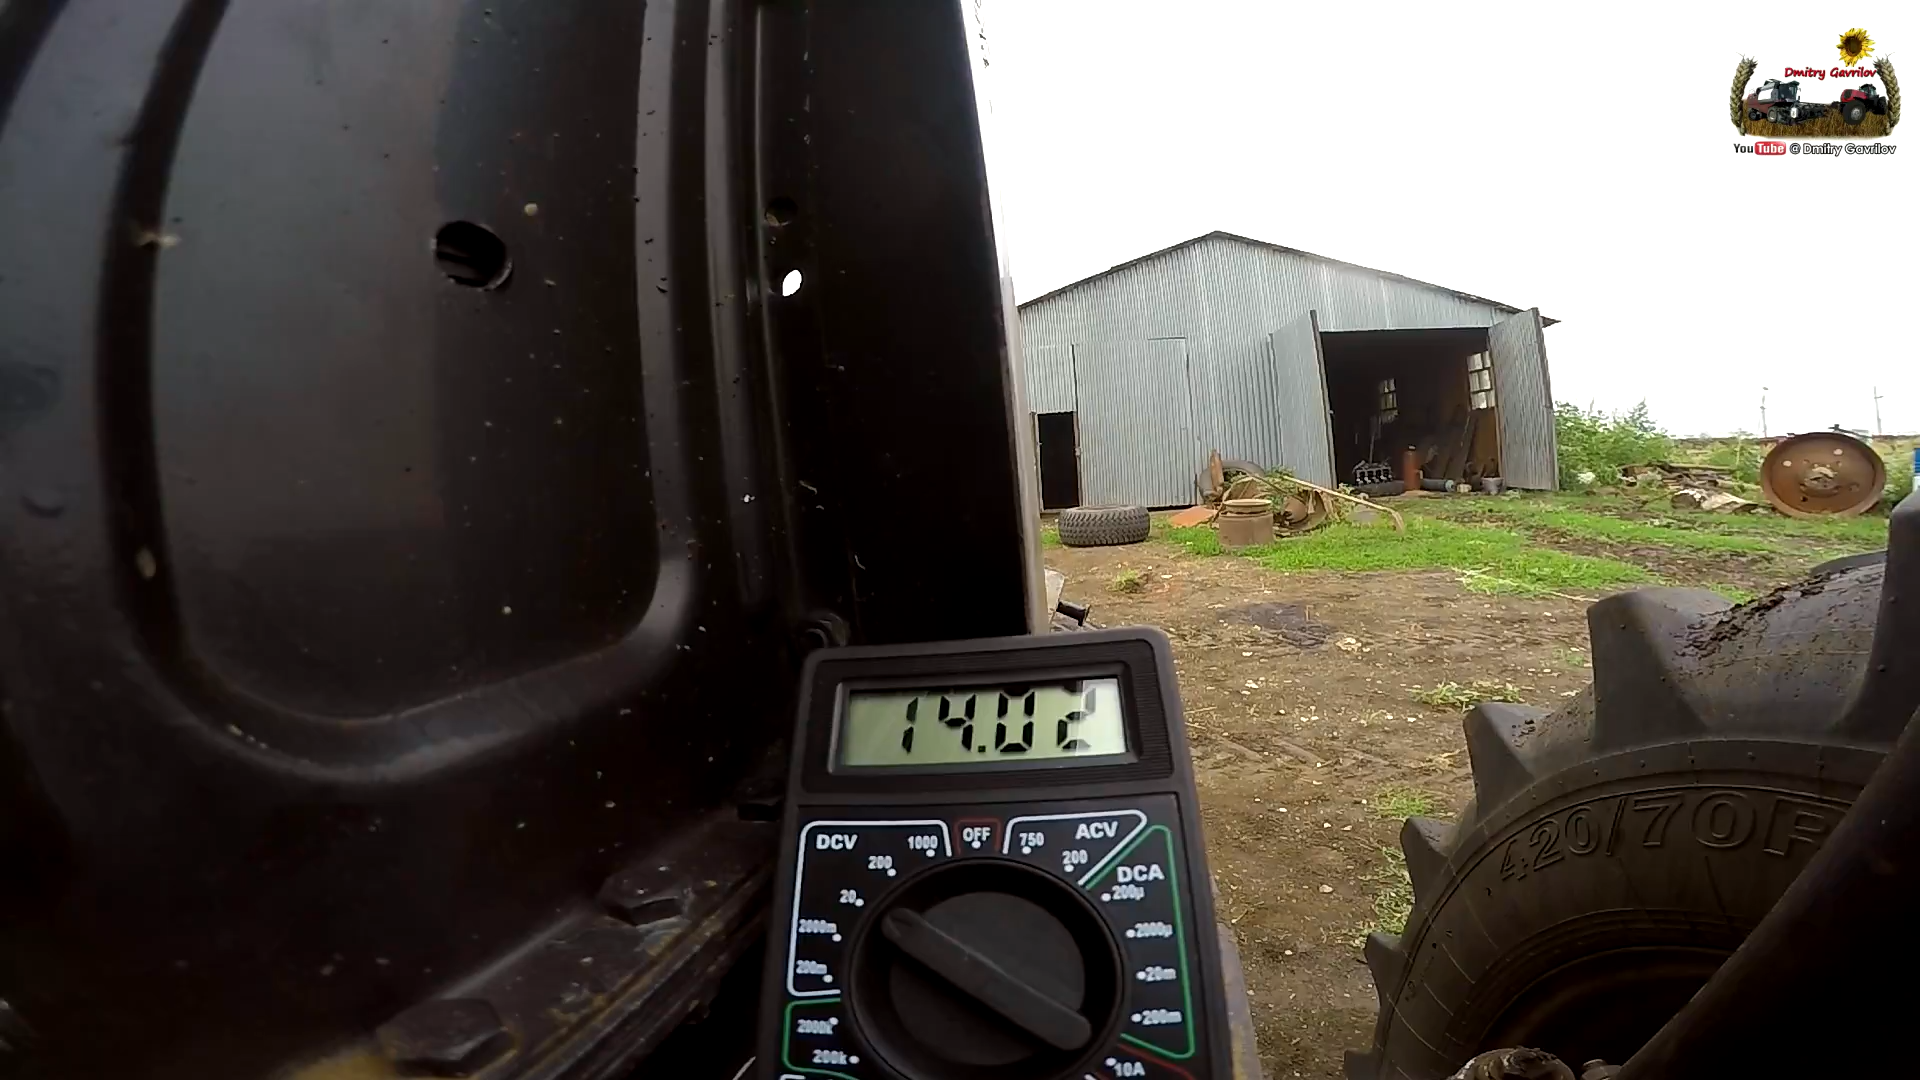 Dmitry Gavrilov
YouTube @ Dmitry Gavrilov
14.02
DCV
1000
OFF
750
ACV
200
200
DCA
20
200µ
2000m
2000µ
200m
20m
2000k
200m
200k
10A
420/70R